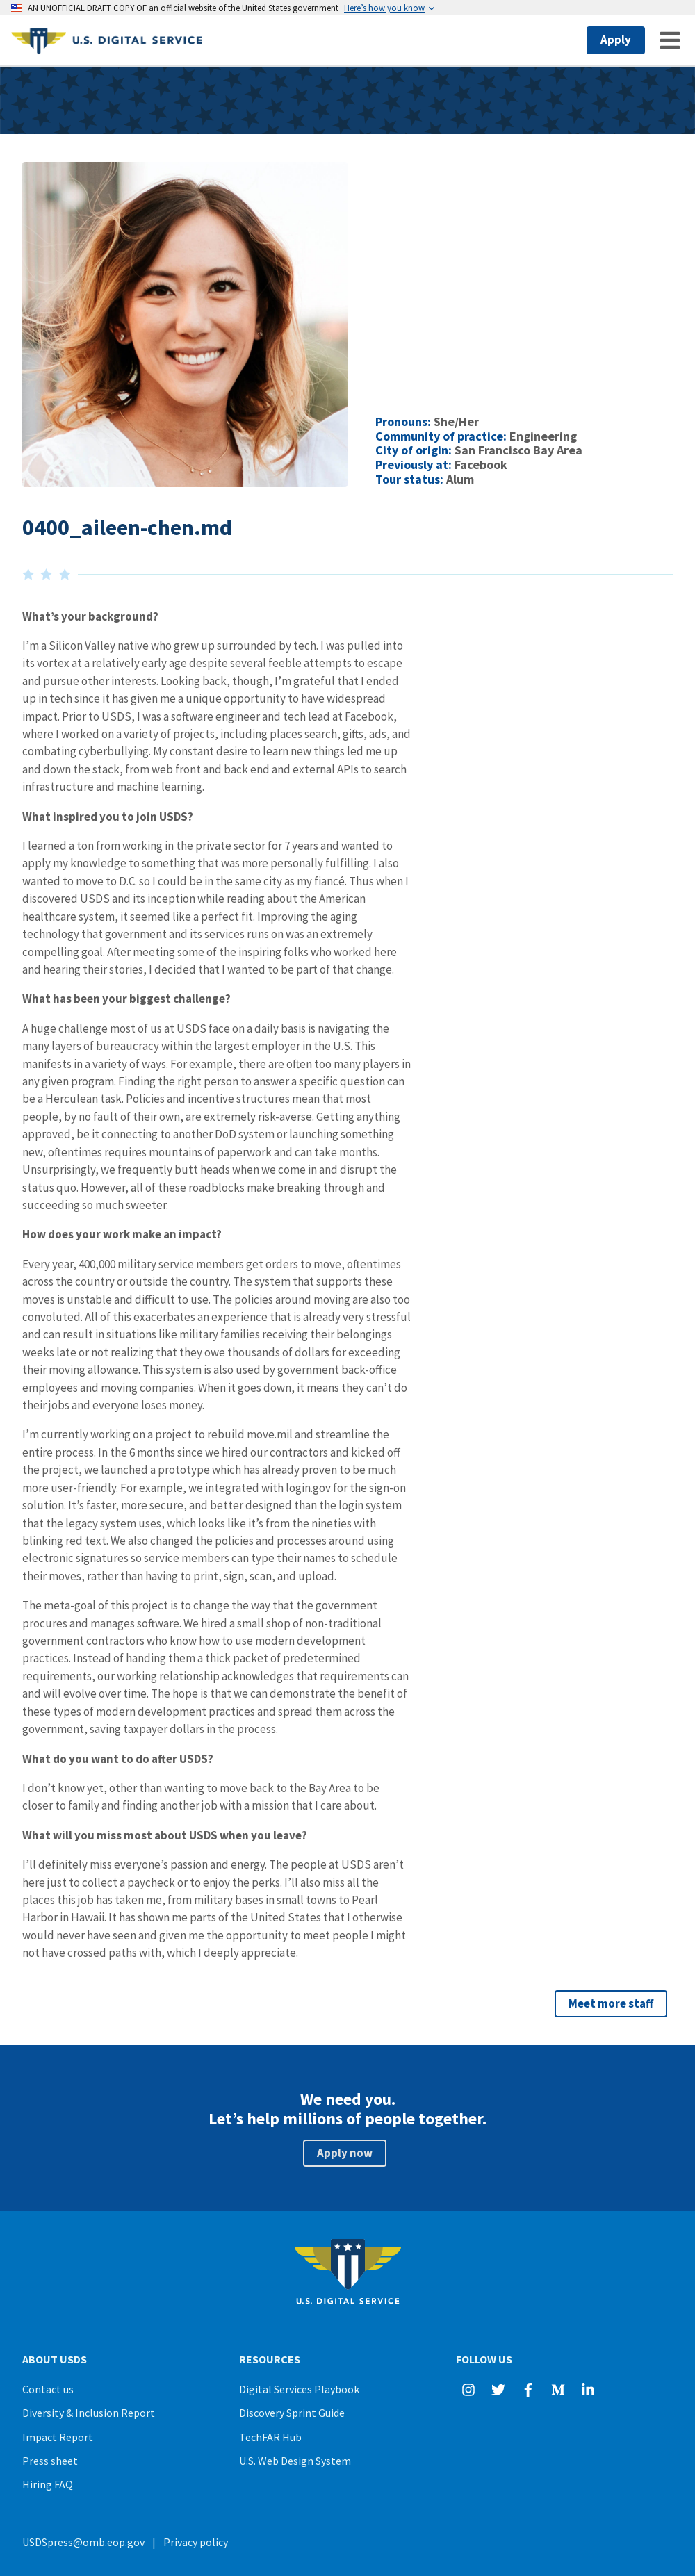 AN UNOFFICIAL DRAFT COPY OF an official website of the United States government Here's how you know
U.S. DIGITAL SERVICE
Apply
Pronouns: She/Her
Community of practice: Engineering
City of origin: San Francisco Bay Area
Previously at: Facebook
Tour status: Alum
0400_aileen-chen.md
What's your background?
I'm a Silicon Valley native who grew up surrounded by tech. I was pulled into
its vortex at a relatively early age despite several feeble attempts to escape
and pursue other interests. Looking back, though, I'm grateful that I ended
up in tech since it has given me a unique opportunity to have widespread
impact. Prior to USDS, I was a software engineer and tech lead at Facebook,
where I worked on a variety of projects, including places search, gifts, ads, and
combating cyberbullying. My constant desire to learn new things led me up
and down the stack, from web front and back end and external APIs to search
infrastructure and machine learning.
What inspired you to join USDS?
I learned a ton from working in the private sector for 7 years and wanted to
apply my knowledge to something that was more personally fulfilling. I also
wanted to move to D.C. so I could be in the same city as my fiancé. Thus when I
discovered USDS and its inception while reading about the American
healthcare system, it seemed like a perfect fit. Improving the aging
technology that government and its services runs on was an extremely
compelling goal. After meeting some of the inspiring folks who worked here
and hearing their stories, I decided that I wanted to be part of that change.
What has been your biggest challenge?
A huge challenge most of us at USDS face on a daily basis is navigating the
many layers of bureaucracy within the largest employer in the U.S. This
manifests in a variety of ways. For example, there are often too many players in
any given program. Finding the right person to answer a specific question can
be a Herculean task. Policies and incentive structures mean that most
people, by no fault of their own, are extremely risk-averse. Getting anything
approved, be it connecting to another DoD system or launching something
new, oftentimes requires mountains of paperwork and can take months.
Unsurprisingly, we frequently butt heads when we come in and disrupt the
status quo. However, all of these roadblocks make breaking through and
succeeding so much sweeter.
How does your work make an impact?
Every year, 400,000 military service members get orders to move, oftentimes
across the country or outside the country. The system that supports these
moves is unstable and difficult to use. The policies around moving are also too
convoluted. All of this exacerbates an experience that is already very stressful
and can result in situations like military families receiving their belongings
weeks late or not realizing that they owe thousands of dollars for exceeding
their moving allowance. This system is also used by government back-office
employees and moving companies. When it goes down, it means they can't do
their jobs and everyone loses money.
I'm currently working on a project to rebuild move.mil and streamline the
entire process. In the 6 months since we hired our contractors and kicked off
the project, we launched a prototype which has already proven to be much
more user-friendly. For example, we integrated with login.gov for the sign-on
solution. It's faster, more secure, and better designed than the login system
that the legacy system uses, which looks like it's from the nineties with
blinking red text. We also changed the policies and processes around using
electronic signatures so service members can type their names to schedule
their moves, rather than having to print, sign, scan, and upload.
The meta-goal of this project is to change the way that the government
procures and manages software. We hired a small shop of non-traditional
government contractors who know how to use modern development
practices. Instead of handing them a thick packet of predetermined
requirements, our working relationship acknowledges that requirements can
and will evolve over time. The hope is that we can demonstrate the benefit of
these types of modern development practices and spread them across the
government, saving taxpayer dollars in the process.
What do you want to do after USDS?
I don't know yet, other than wanting to move back to the Bay Area to be
closer to family and finding another job with a mission that I care about.
What will you miss most about USDS when you leave?
I'll definitely miss everyone's passion and energy. The people at USDS aren't
here just to collect a paycheck or to enjoy the perks. I'll also miss all the
places this job has taken me, from military bases in small towns to Pearl
Harbor in Hawaii. It has shown me parts of the United States that I otherwise
would never have seen and given me the opportunity to meet people I might
not have crossed paths with, which I deeply appreciate.
Meet more staff
We need you.
Let's help millions of people together.
Apply now
U.S. DIGITAL SERVICE
ABOUT USDS
Contact us
Diversity & Inclusion Report
Impact Report
Press sheet
Hiring FAQ
RESOURCES
Digital Services Playbook
Discovery Sprint Guide
TechFAR Hub
U.S. Web Design System
FOLLOW US
USDSpress@omb.eop.gov | Privacy policy